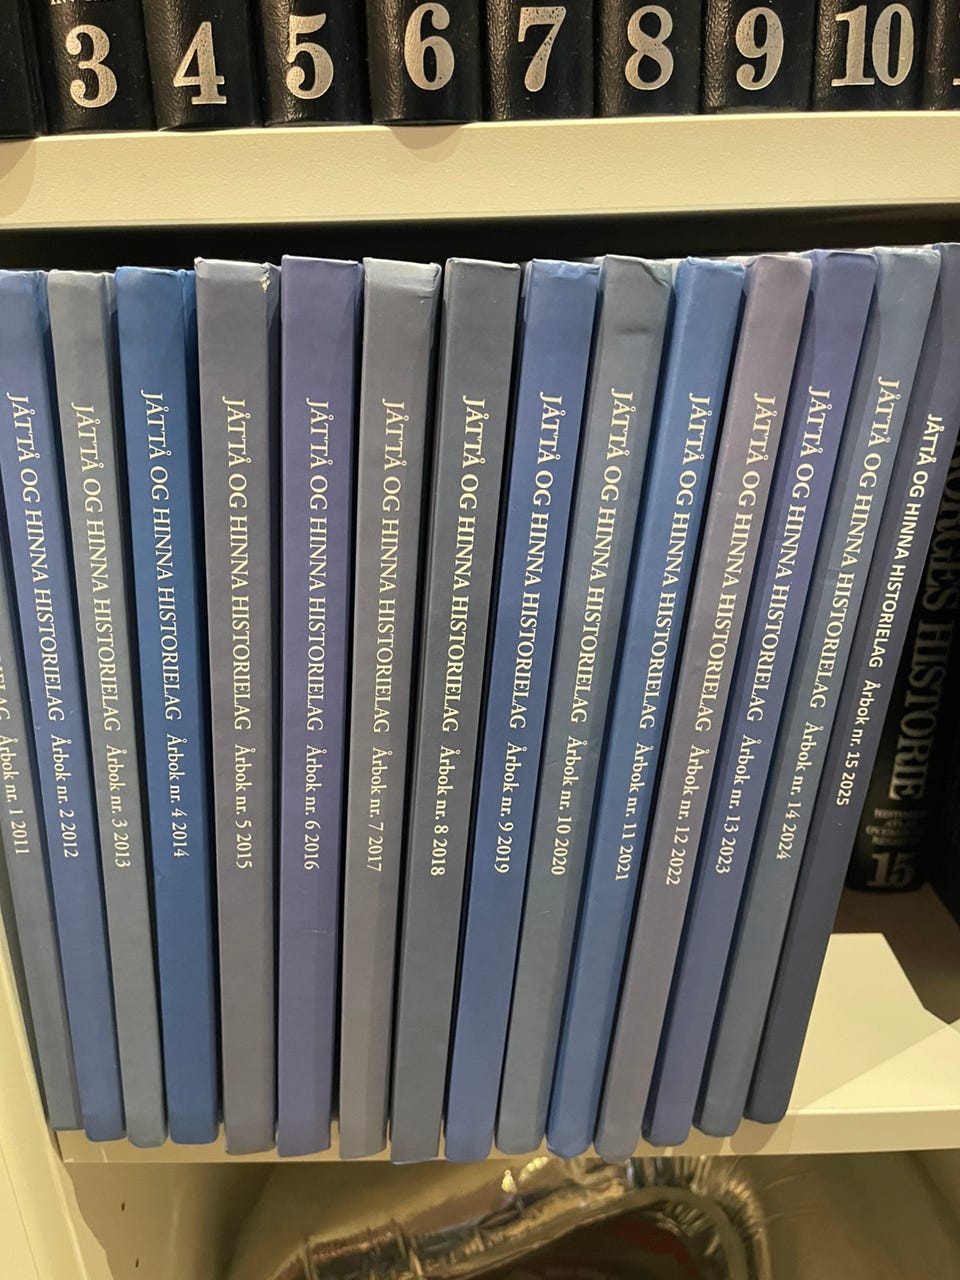 3
4
5
6
7
8
9
10
Årbok nr. 1 2011
JÅTTÅ OG HINNA HISTORIELAG Årbok nr. 2 2012
JÅTTÅ OG HINNA HISTORIELAG Årbok nr. 3 2013
JÅTTÅ OG HINNA HISTORIELAG Årbok nr. 4 2014
JÅTTÅ OG HINNA HISTORIELAG Årbok nr. 5 2015
JÅTTÅ OG HINNA HISTORIELAG Årbok nr. 6 2016
JÅTTÅ OG HINNA HISTORIELAG Årbok nr. 7 2017
JÅTTÅ OG HINNA HISTORIELAG Årbok nr. 8 2018
JÅTTÅ OG HINNA HISTORIELAG Årbok nr. 9 2019
JÅTTÅ OG HINNA HISTORIELAG Årbok nr. 10 2020
JÅTTÅ OG HINNA HISTORIELAG Årbok nr. 11 2021
JÅTTÅ OG HINNA HISTORIELAG Årbok nr. 12 2022
JÅTTÅ OG HINNA HISTORIELAG Årbok nr. 13 2023
JÅTTÅ OG HINNA HISTORIELAG Årbok nr. 14 2024
JÅTTÅ OG HINNA HISTORIELAG Årbok nr. 15 2025
NORGES HISTORIE
15